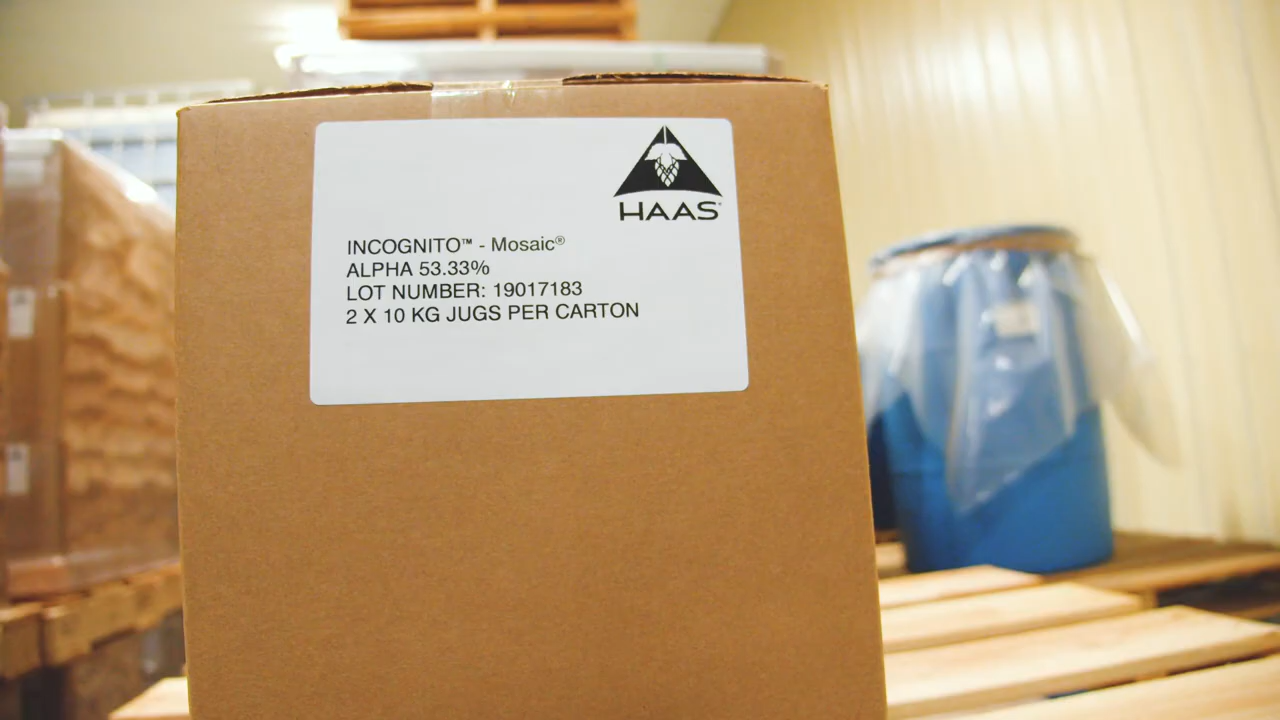 HAAS®
INCOGNITO™ - Mosaic®
ALPHA 53.33%
LOT NUMBER: 19017183
2 X 10 KG JUGS PER CARTON